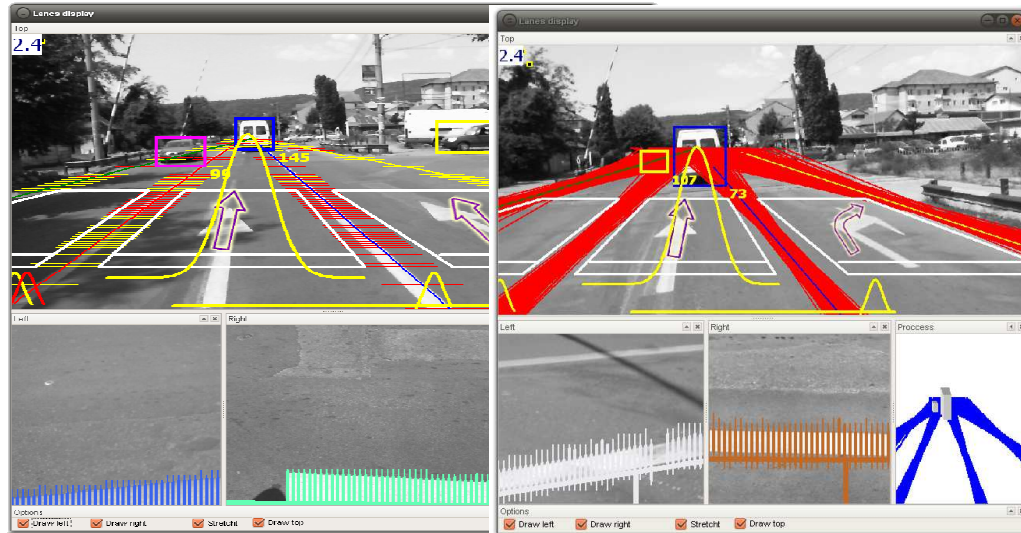 Lanes display
Top
2.4
145
99
Left
Right
Options
Draw left
Draw right
Stretcht
Draw top
Lanes display
Top
2.4
107
73
Left
Right
Proccess
Options
Draw left
Draw right
Stretcht
Draw top